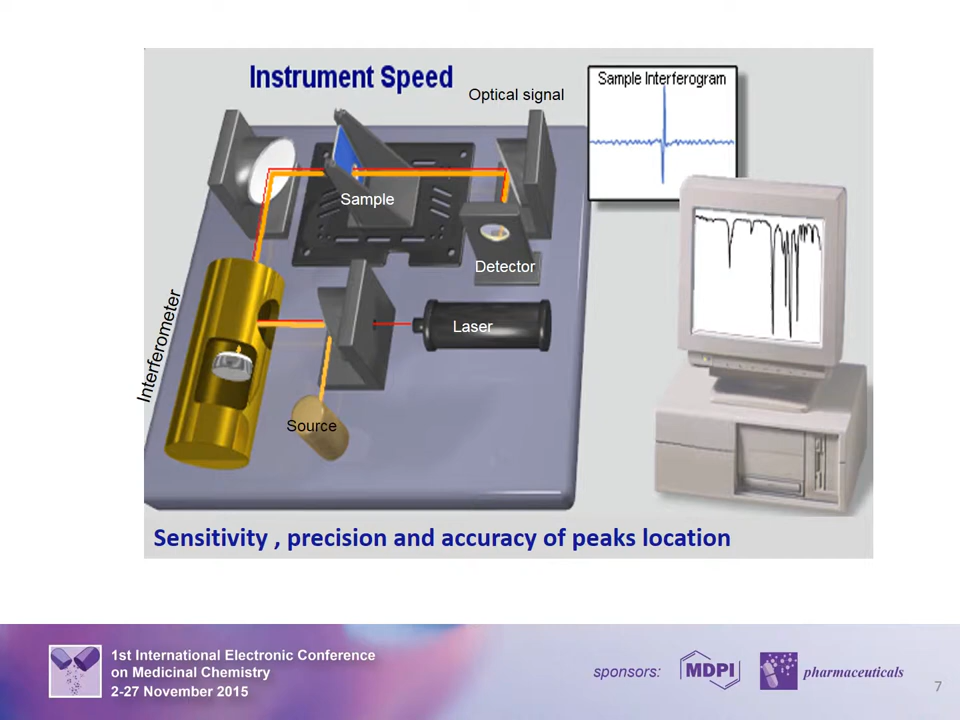 Instrument Speed
Optical signal
Sample Interferogram
Sample
Detector
Interferometer
Laser
Source
Sensitivity , precision and accuracy of peaks location
1st International Electronic Conference
on Medicinal Chemistry
2-27 November 2015
sponsors:
MDPI
pharmaceuticals
7